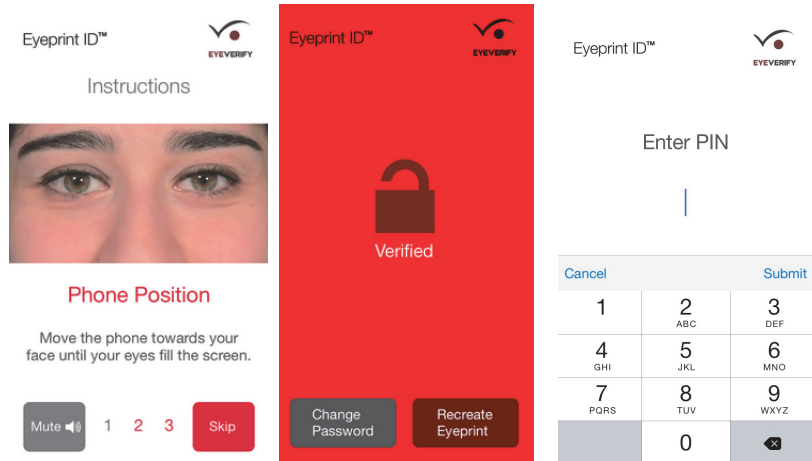 Eyeprint ID™
EYEVERIFY
Instructions
Phone Position
Move the phone towards your
face until your eyes fill the screen.
Mute
1 2 3
Skip
Eyeprint ID™
EYEVERIFY
Verified
Change
Password
Recreate
Eyeprint
Eyeprint ID™
EYEVERIFY
Enter PIN
Cancel Submit
1 2 3
ABC DEF
4 5 6
GHI JKL MNO
7 8 9
PQRS TUV WXYZ
0